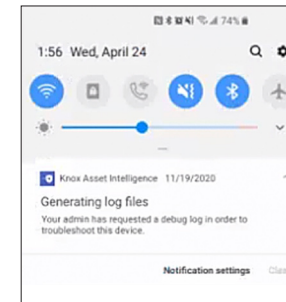 74%
1:56 Wed, April 24
Knox Asset Intelligence 11/19/2020
Generating log files
Your admin has requested a debug log in order to
troubleshoot this device.
Notification settings